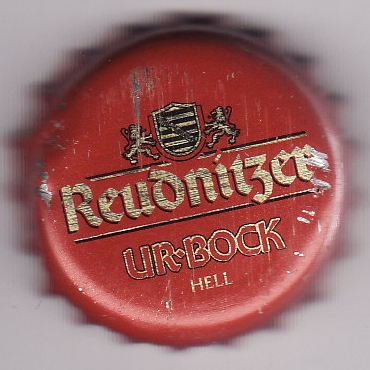 Reudnitzer
UR-BOCK
HELL